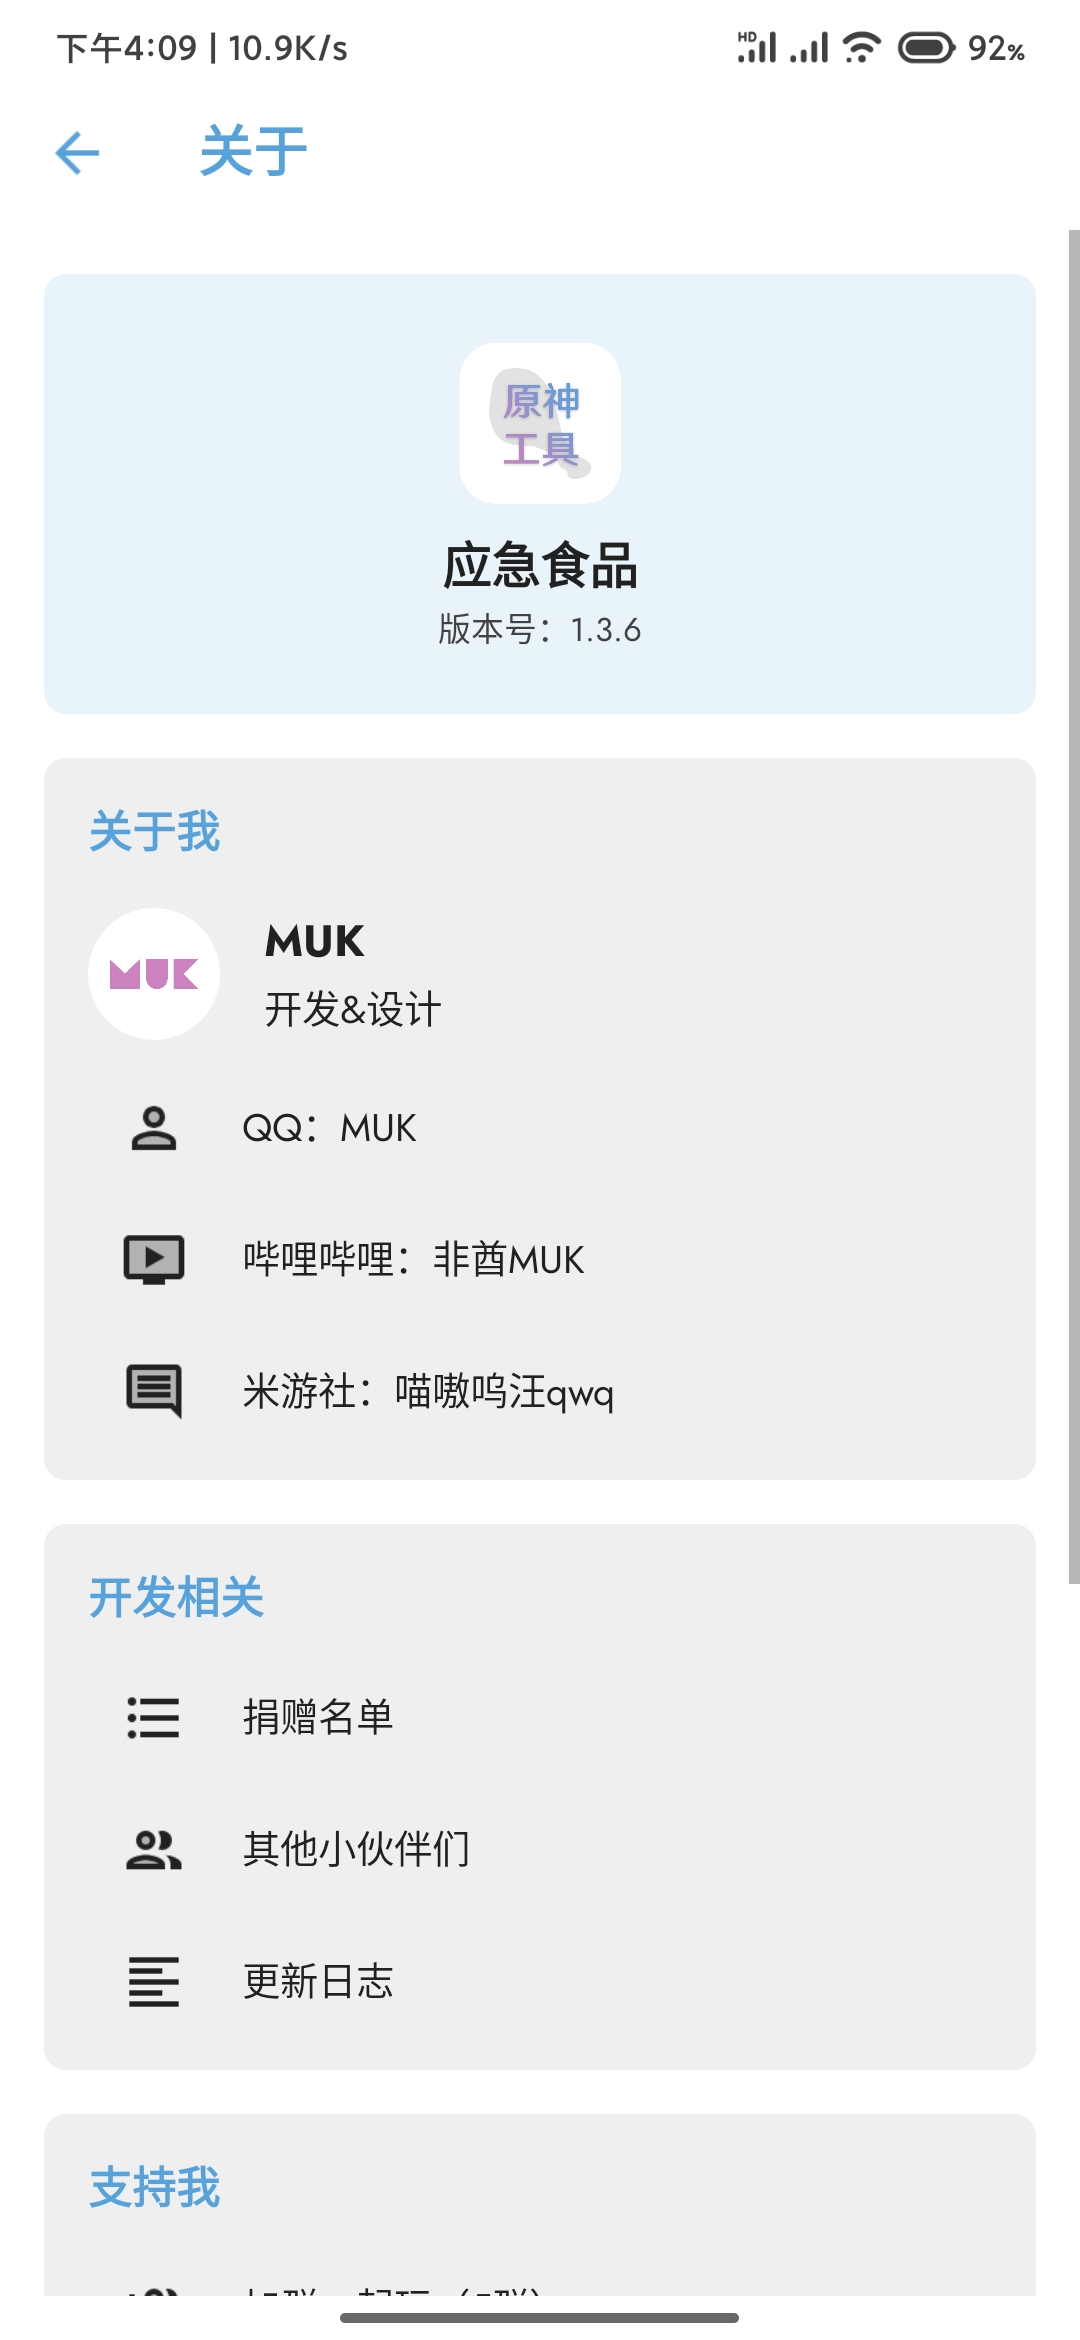 下午4:09 | 10.9K/s
HD
92%
关于
原神
工具
应急食品
版本号：1.3.6
关于我
MUK
MUK
开发&设计
QQ：MUK
哔哩哔哩：非酋MUK
米游社：喵嗷呜汪qwq
开发相关
捐赠名单
其他小伙伴们
更新日志
支持我